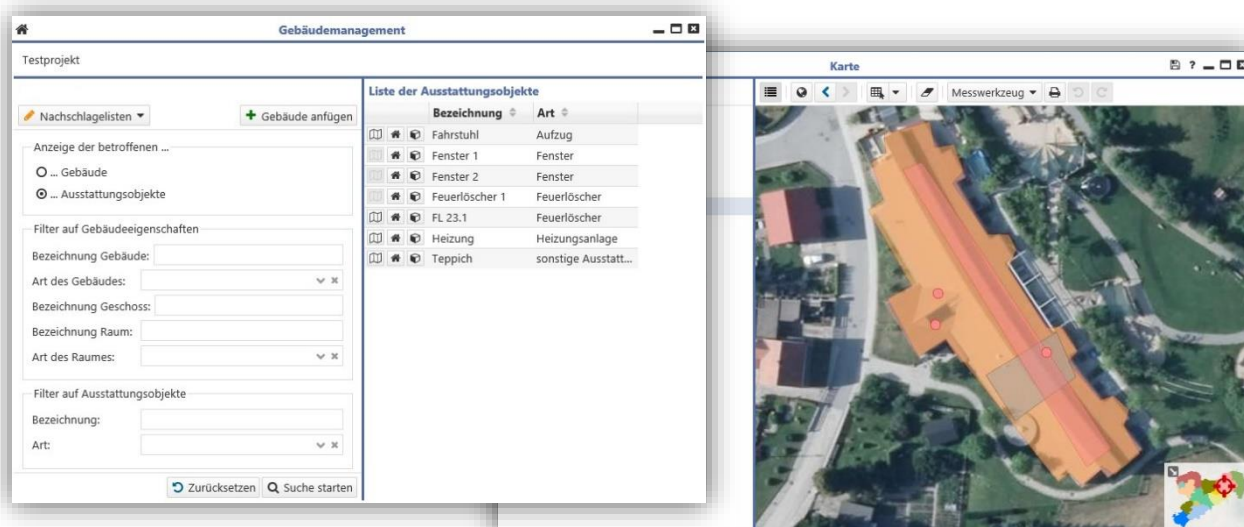 Gebäudemanagement
Testprojekt
Nachschlagelisten
Gebäude anfügen
Anzeige der betroffenen ...
... Gebäude
... Ausstattungsobjekte
Filter auf Gebäudeeigenschaften
Bezeichnung Gebäude:
Art des Gebäudes:
Bezeichnung Geschoss:
Bezeichnung Raum:
Art des Raumes:
Filter auf Ausstattungsobjekte
Bezeichnung:
Art:
Zurücksetzen Suche starten
Liste der Ausstattungsobjekte
Bezeichnung Art
Fahrstuhl Aufzug
Fenster 1 Fenster
Fenster 2 Fenster
Feuerlöscher 1 Feuerlöscher
FL 23.1 Feuerlöscher
Heizung Heizungsanlage
Teppich sonstige Ausstatt...
Karte
Messwerkzeug